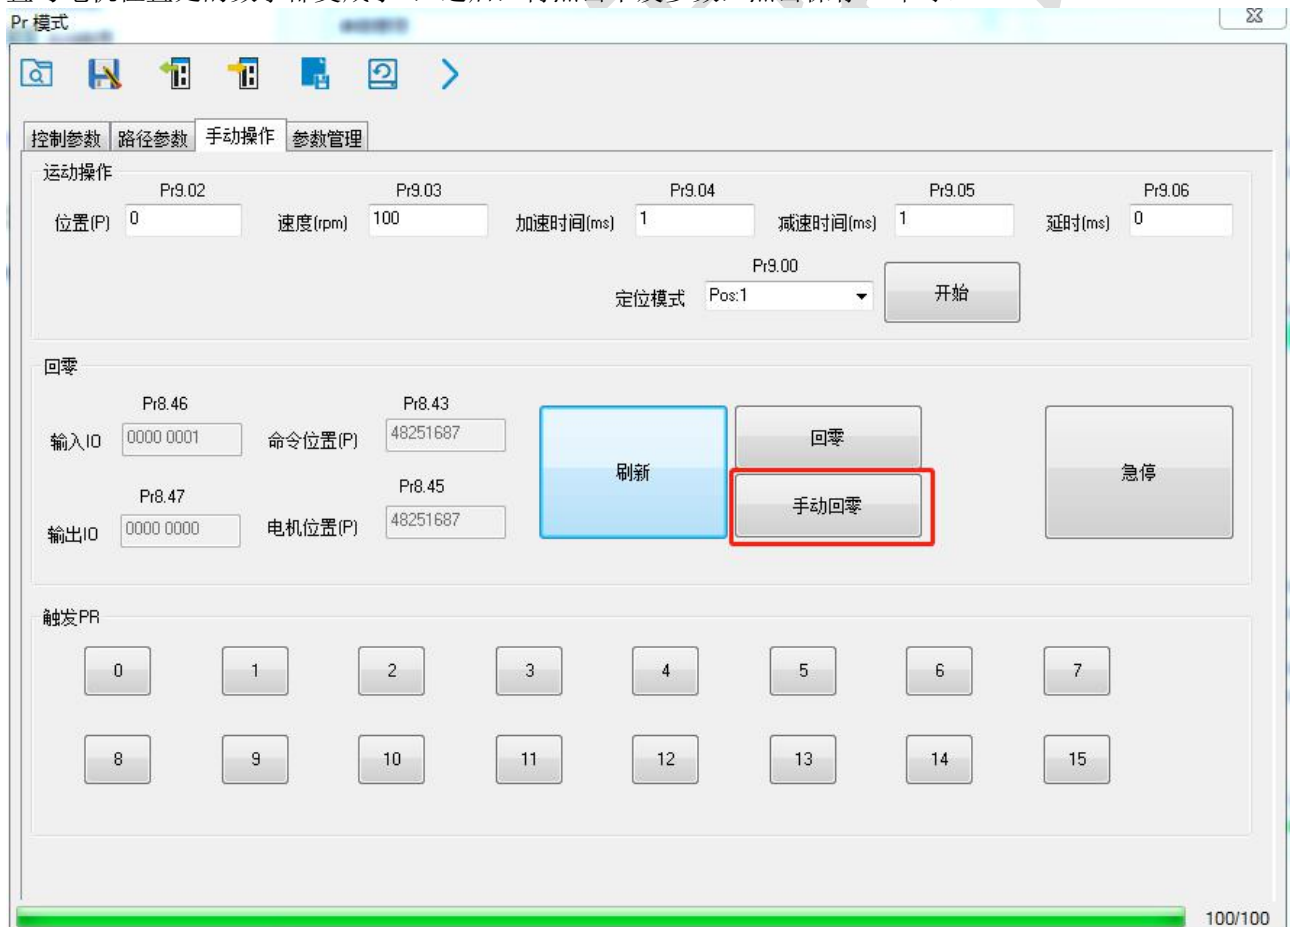 Pr 模式
控制参数 路径参数 手动操作 参数管理
运动操作
Pr9.02 Pr9.03 Pr9.04 Pr9.05 Pr9.06
位置(P) 0 速度(rpm) 100 加速时间(ms) 1 减速时间(ms) 1 延时(ms) 0
Pr9.00
定位模式 Pos:1 开始
回零
Pr8.46 Pr8.43
输入IO 0000 0001 命令位置(P) 48251687
刷新 回零 手动回零 急停
Pr8.47 Pr8.45
输出IO 0000 0000 电机位置(P) 48251687
触发PR
0 1 2 3 4 5 6 7
8 9 10 11 12 13 14 15
100/100